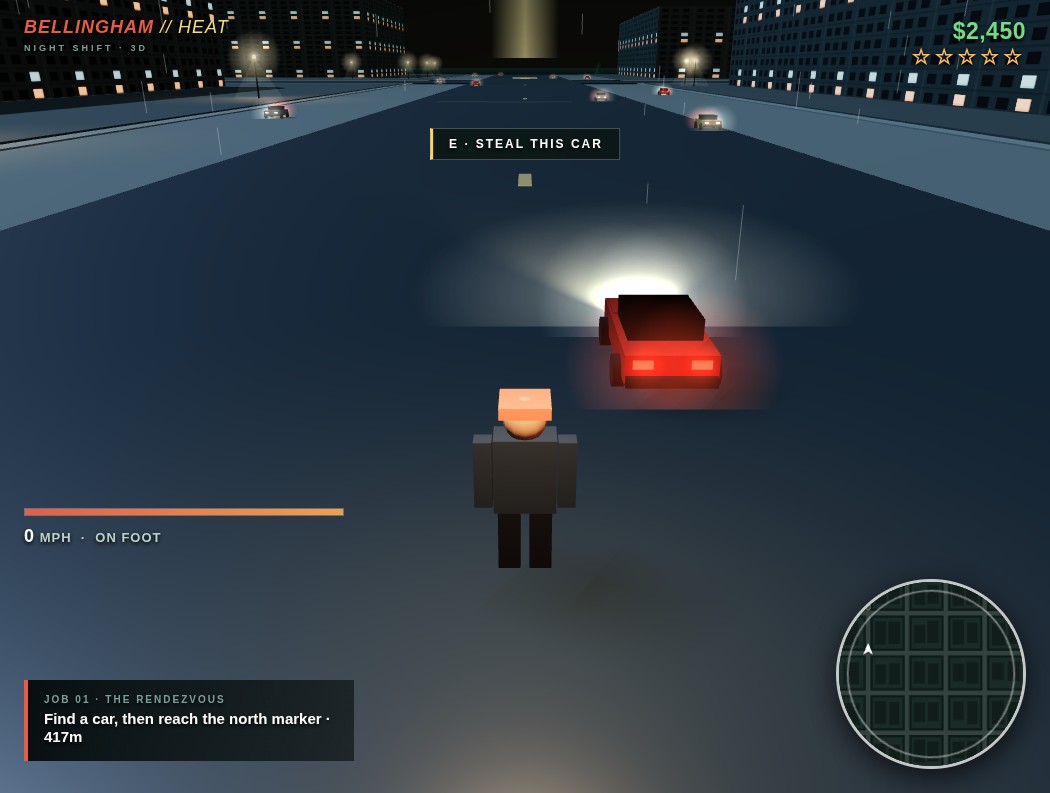 BELLINGHAM // HEAT
NIGHT SHIFT · 3D
$2,450
E · STEAL THIS CAR
0 MPH · ON FOOT
JOB 01 · THE RENDEZVOUS
Find a car, then reach the north marker ·
417m